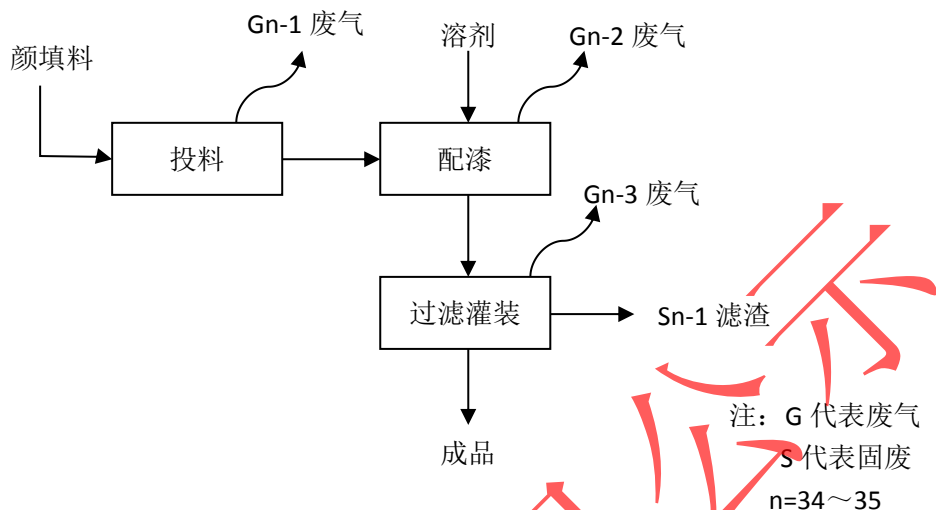 Gn-1 废气
溶剂
Gn-2 废气
颜填料
投料
配漆
Gn-3 废气
过滤灌装
Sn-1 滤渣
注：G 代表废气
S 代表固废
成品
n=34～35